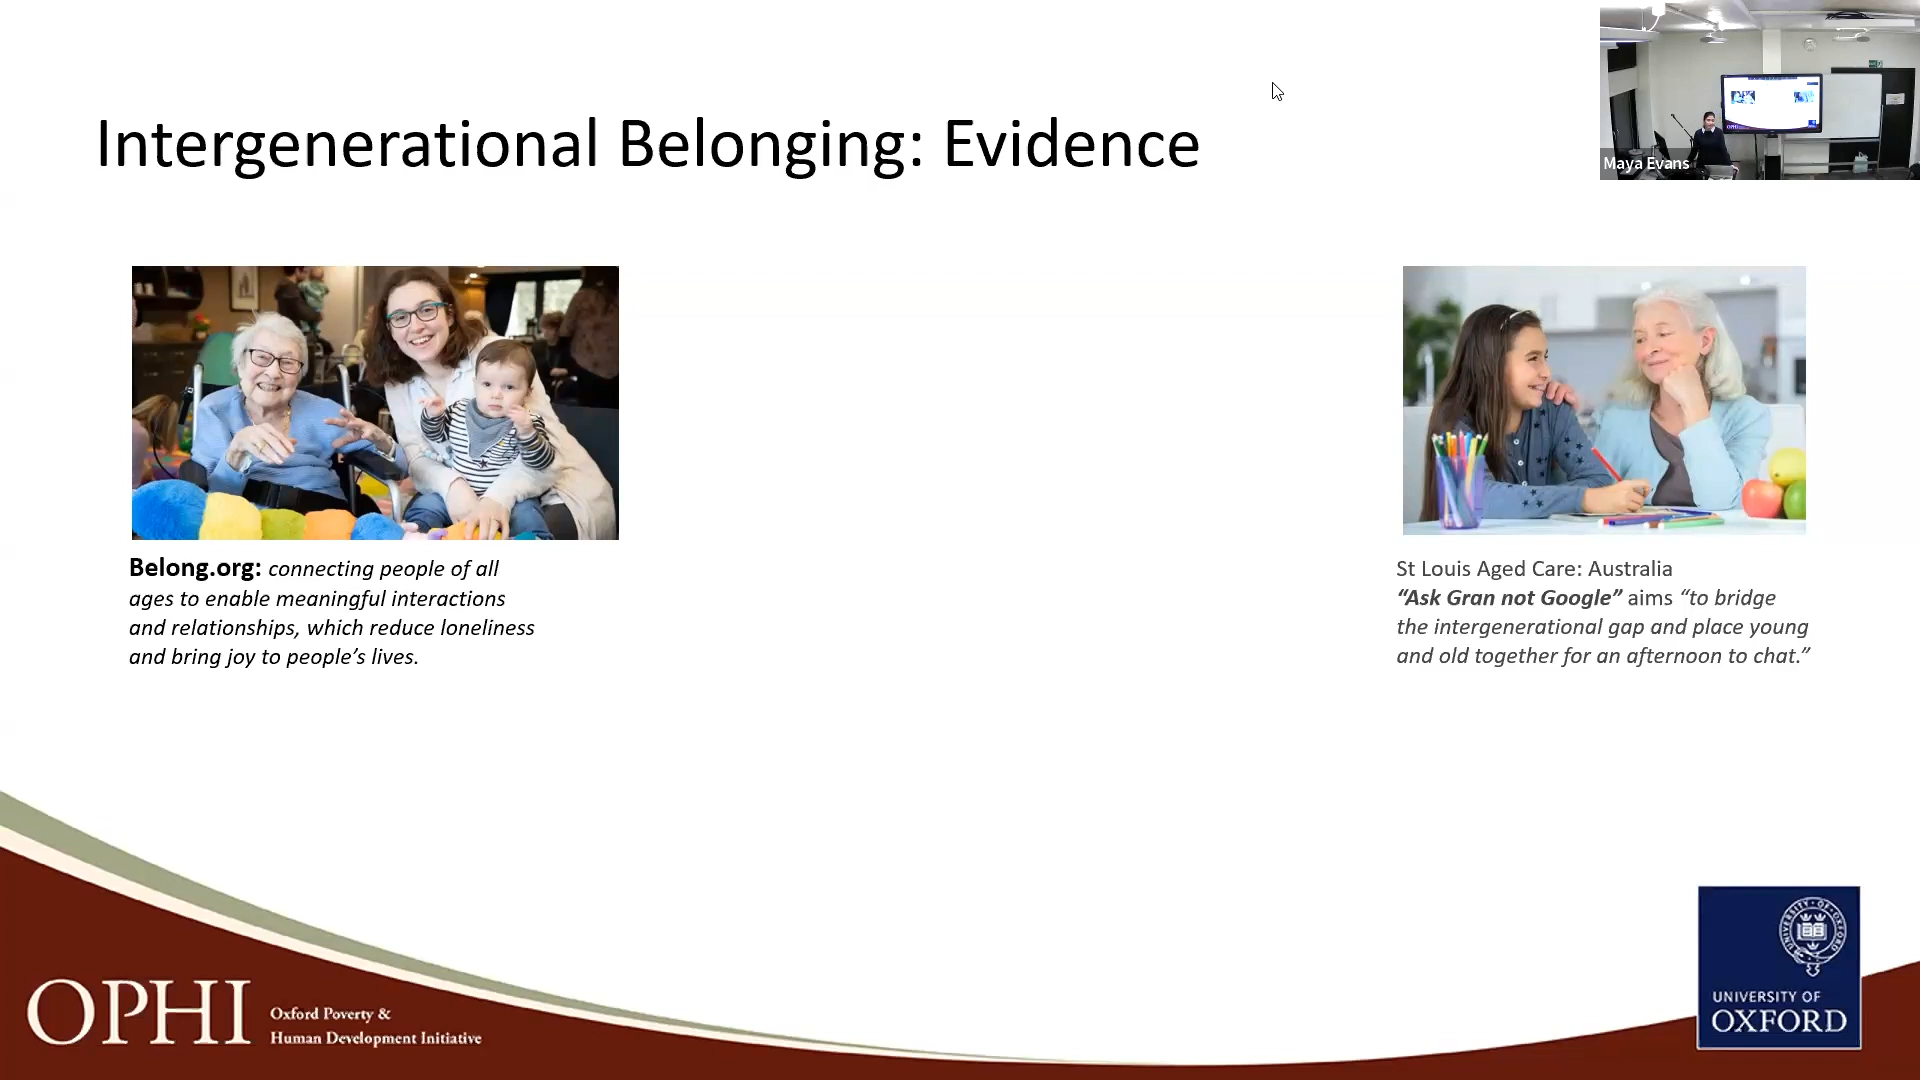 Intergenerational Belonging: Evidence
Maya Evans
Belong.org: connecting people of all
ages to enable meaningful interactions
and relationships, which reduce loneliness
and bring joy to people’s lives.
St Louis Aged Care: Australia
“Ask Gran not Google” aims “to bridge
the intergenerational gap and place young
and old together for an afternoon to chat.”
OPHI
Oxford Poverty &
Human Development Initiative
UNIVERSITY OF
OXFORD